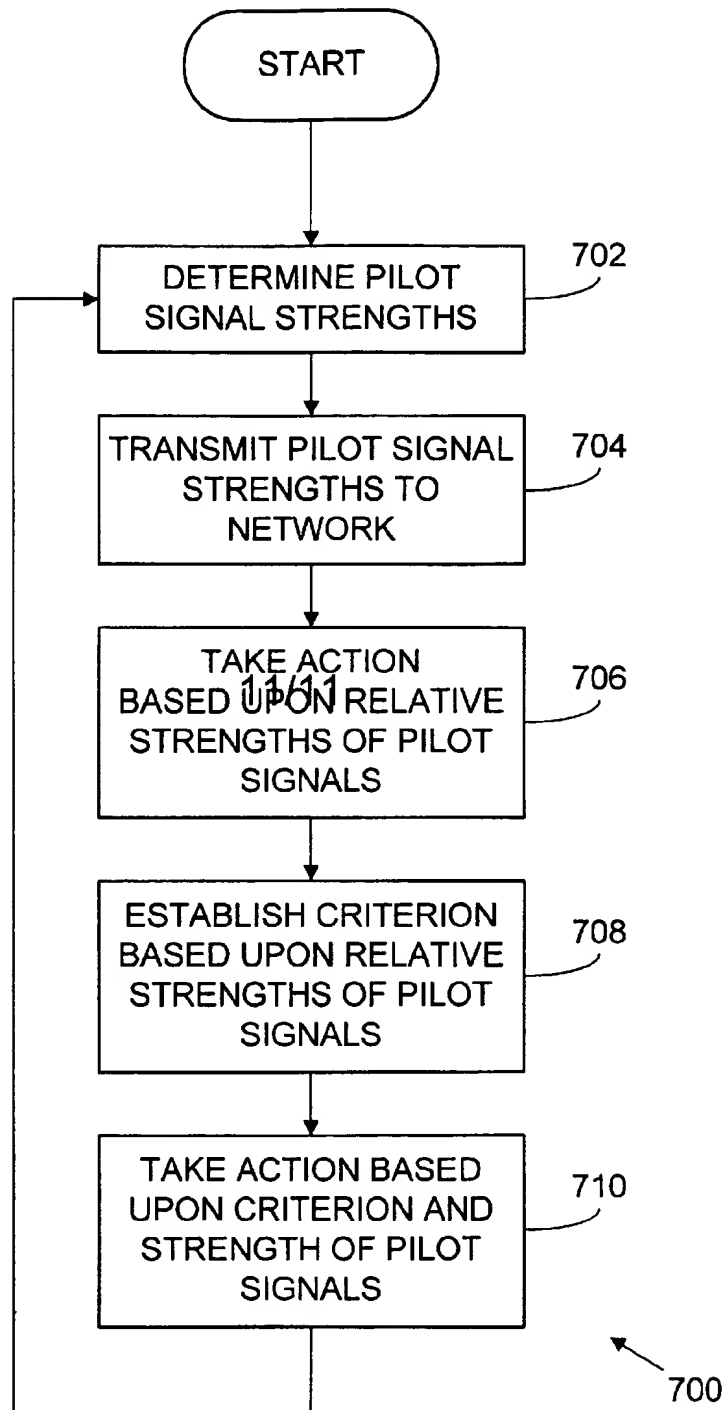 START
DETERMINE PILOT
SIGNAL STRENGTHS
702
TRANSMIT PILOT SIGNAL
STRENGTHS TO
NETWORK
704
TAKE ACTION
11/11
BASED UPON RELATIVE
STRENGTHS OF PILOT
SIGNALS
706
ESTABLISH CRITERION
BASED UPON RELATIVE
STRENGTHS OF PILOT
SIGNALS
708
TAKE ACTION BASED
UPON CRITERION AND
STRENGTH OF PILOT
SIGNALS
710
700